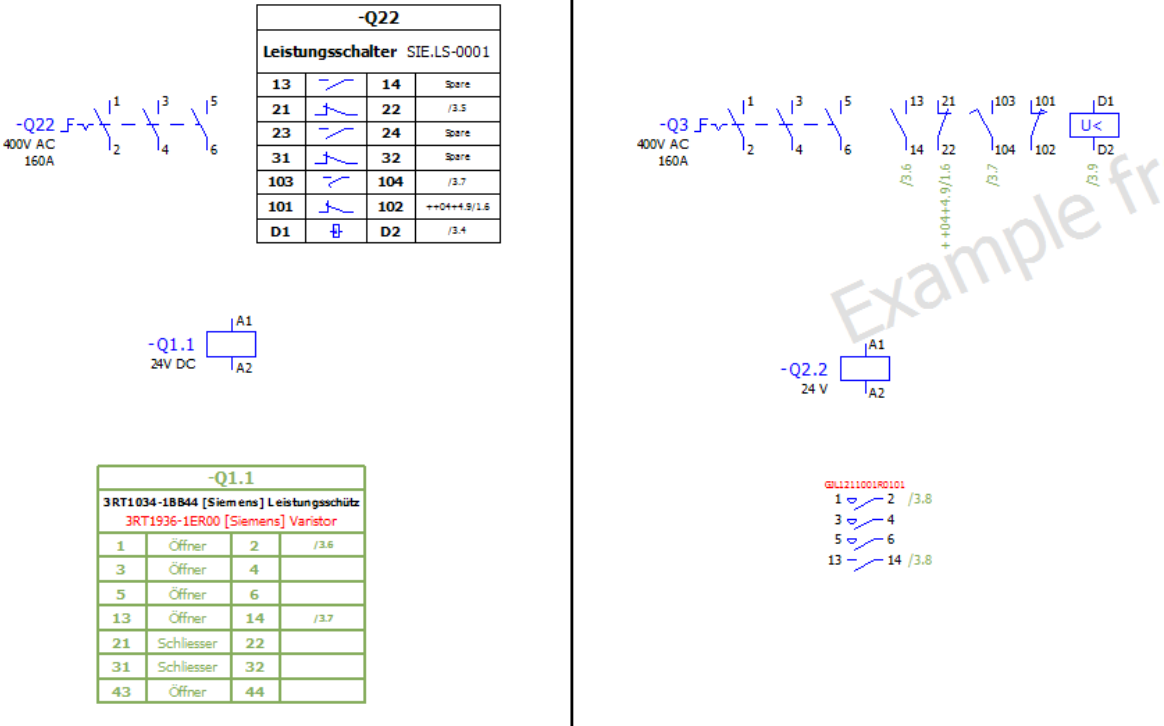 -Q22
Leistungsschalter SIE.LS-0001
13 14 Spare
21 22 /3.5
23 24 Spare
31 32 Spare
103 104 /3.7
101 102 ++04+4.9/1.6
D1 D2 /3.4
1 3 5
-Q22
400V AC
160A
2 4 6
A1
-Q1.1
24V DC
A2
-Q1.1
3RT1034-1BB44 [Siemens] Leistungsschütz
3RT1936-1ER00 [Siemens] Varistor
1 Öffner 2 /3.6
3 Öffner 4
5 Öffner 6
13 Öffner 14 /3.7
21 Schliesser 22
31 Schliesser 32
43 Öffner 44
1 3 5 13 21 103 101 D1
-Q3
U<
400V AC
160A
2 4 6 14 22 104 102 D2
/3.6
++04+4.9/1.6
/3.7
/3.9
Example fr
A1
-Q2.2
24 V
A2
GJL1211001R0101
1 2 /3.8
3 4
5 6
13 14 /3.8